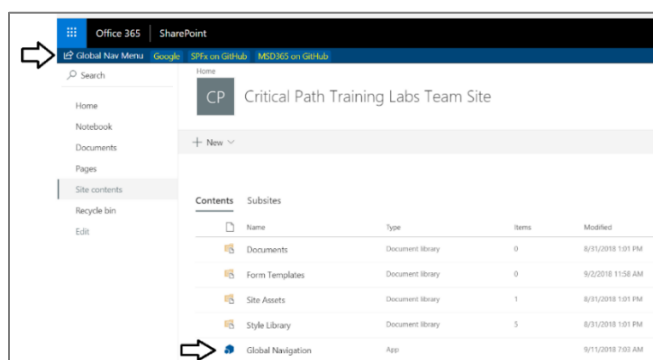 Office 365 SharePoint
Global Nav Menu Google SPFx on GitHub MSD365 on GitHub
Search
Home
Notebook
Documents
Pages
Site contents
Recycle bin
Edit
Home
CP Critical Path Training Labs Team Site
+ New
Contents Subsites
Name Type Items Modified
Documents Document library 0 8/31/2018 1:01 PM
Form Templates Document library 0 9/2/2018 11:58 AM
Site Assets Document library 1 8/31/2018 1:01 PM
Style Library Document library 5 8/31/2018 1:01 PM
Global Navigation App 9/11/2018 7:03 AM